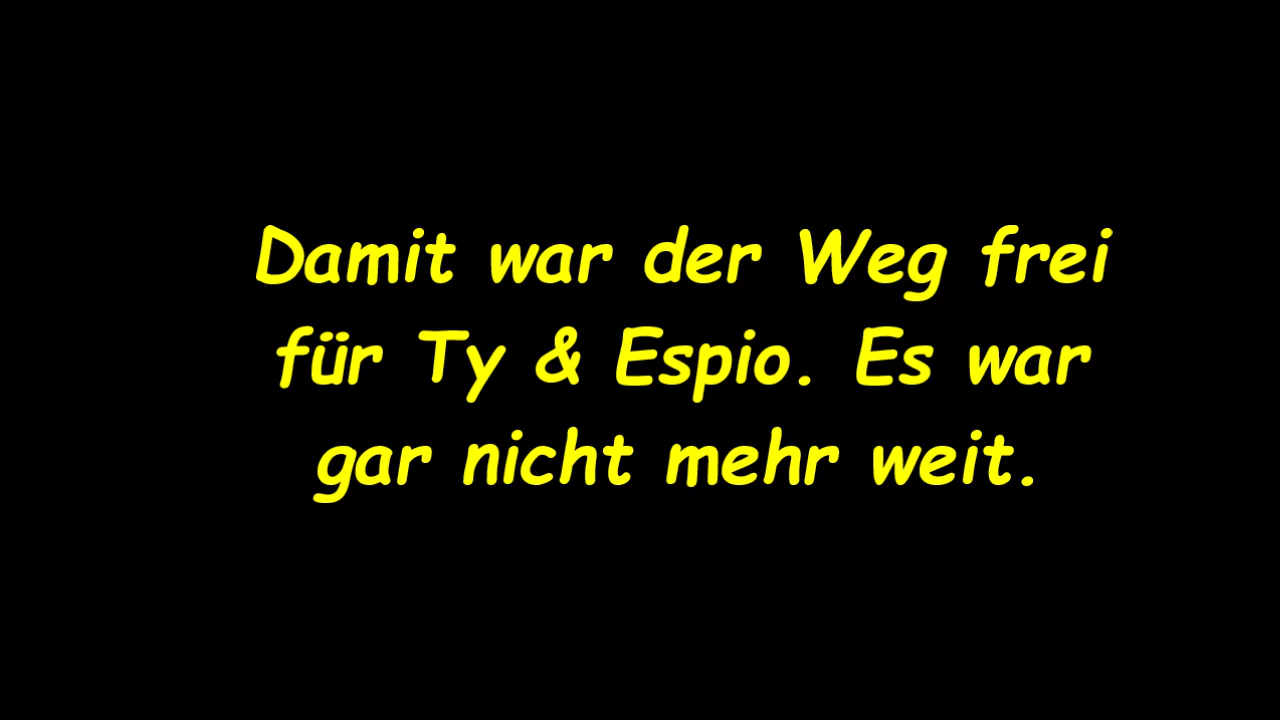 Damit war der Weg frei
für Ty & Espio. Es war
gar nicht mehr weit.